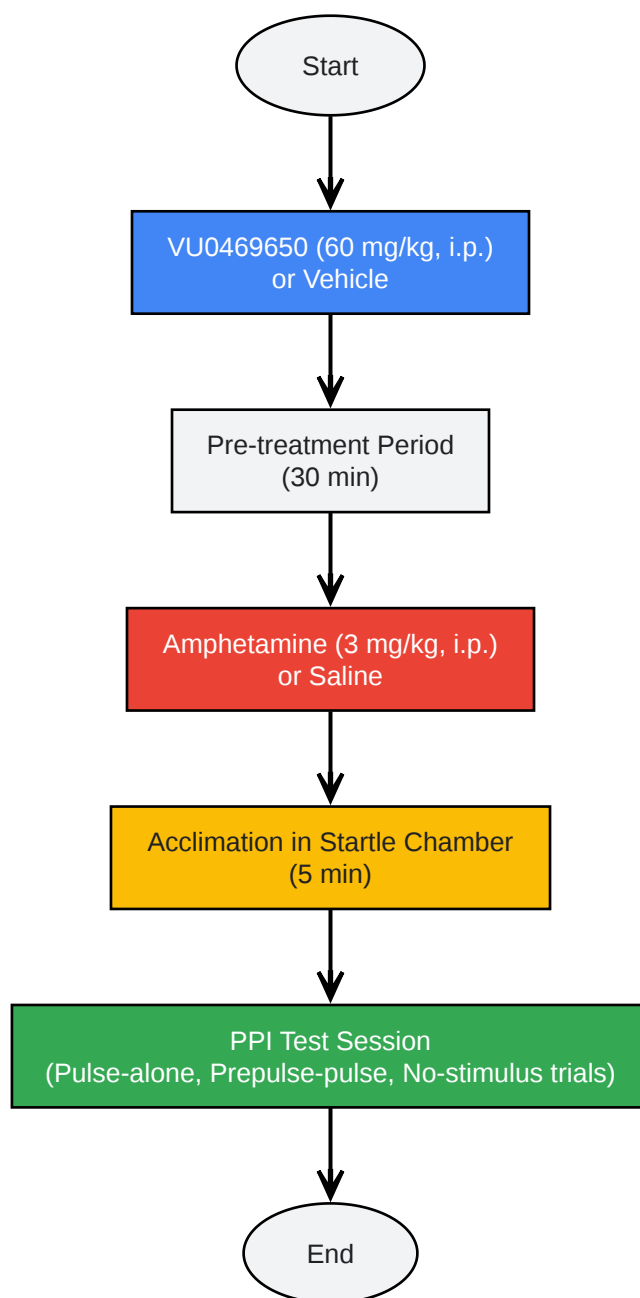 Start
VU0469650 (60 mg/kg, i.p.)
or Vehicle
Pre-treatment Period
(30 min)
Amphetamine (3 mg/kg, i.p.)
or Saline
Acclimation in Startle Chamber
(5 min)
PPI Test Session
(Pulse-alone, Prepulse-pulse, No-stimulus trials)
End